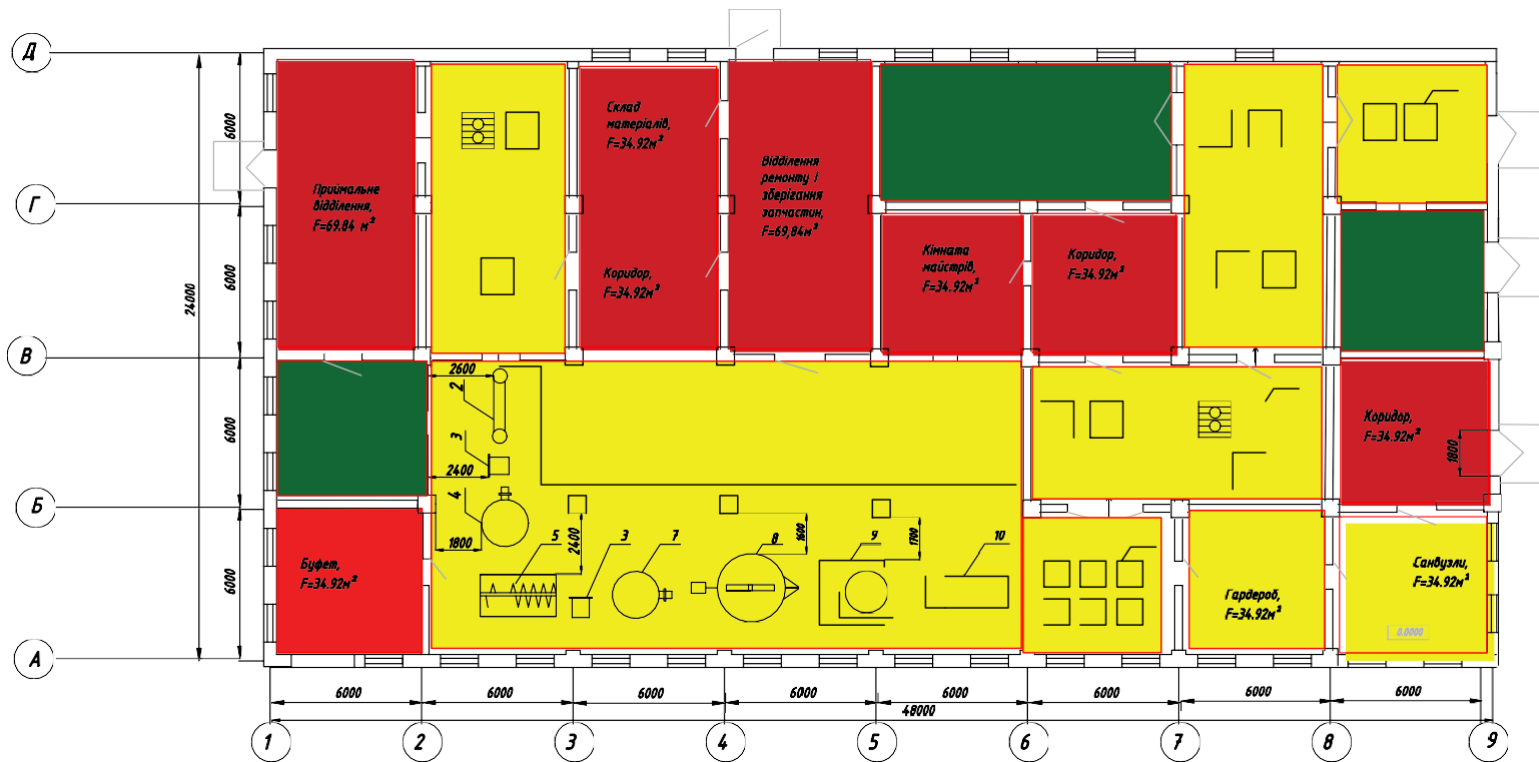 Д
Г
В
Б
А
24000
6000
6000
6000
6000
Приймальне
відділення,
F=69.84 м²
Склад
матеріалів,
F=34.92м²
Коридор,
F=34.92м²
Відділення
ремонту і
зберігання
запчастин,
F=69,84м²
Кімната
майстрів,
F=34.92м²
Коридор,
F=34.92м²
Коридор,
F=34.92м²
1800
2600
2
3
2400
4
1800
5
2400
3
7
8
1600
9
1700
10
Буфет,
F=34.92м²
Гардероб,
F=34.92м²
Санвузли,
F=34.92м²
0.0000
6000
6000
6000
6000
6000
6000
6000
6000
48000
1
2
3
4
5
6
7
8
9